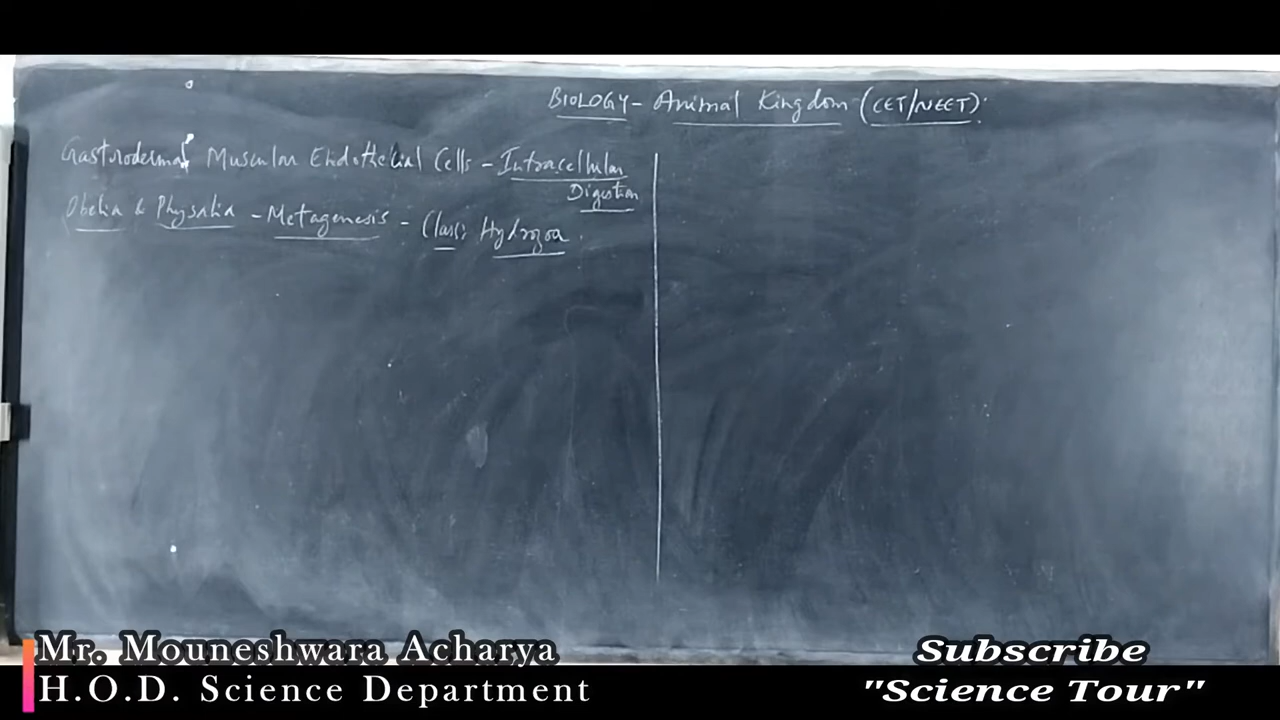 BIOLOGY - Animal Kingdom (CET/NEET).
Gastrodermal Muscular Endothelial Cells - Intracellular
Digestion
Obelia & Physalia - Metagenesis - Class: Hydrozoa.
Mr. Mouneshwara Acharya
H.O.D. Science Department
Subscribe
"Science Tour"